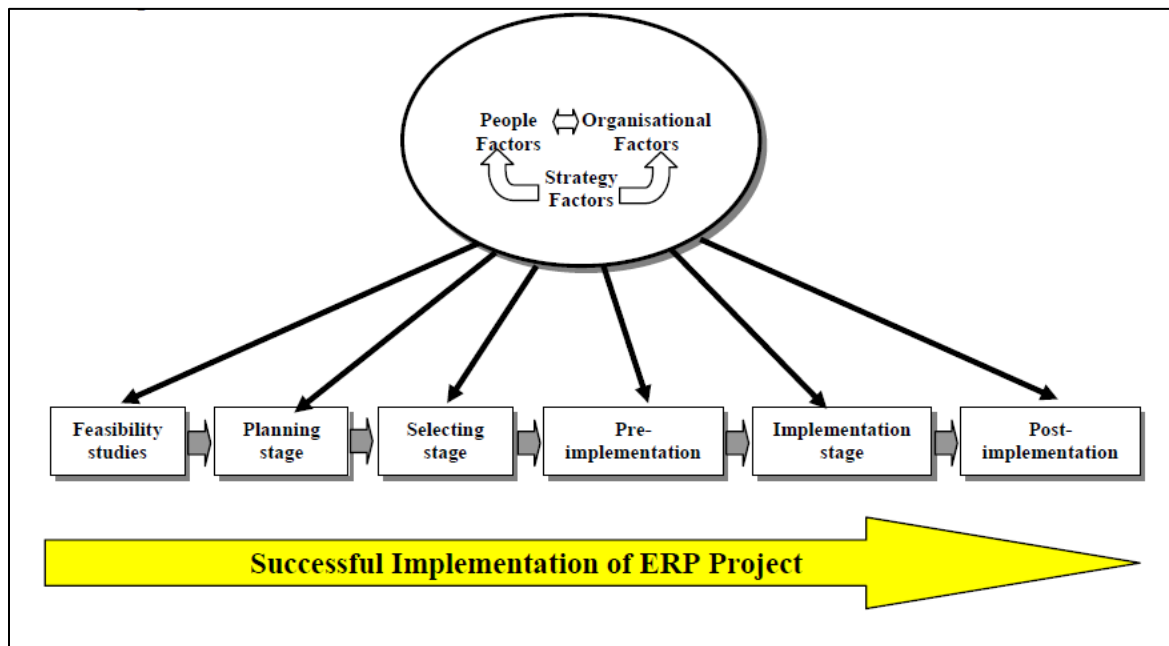 People Organisational
Factors Factors
Strategy
Factors
Feasibility
studies
Planning
stage
Selecting
stage
Pre-
implementation
Implementation
stage
Post-
implementation
Successful Implementation of ERP Project